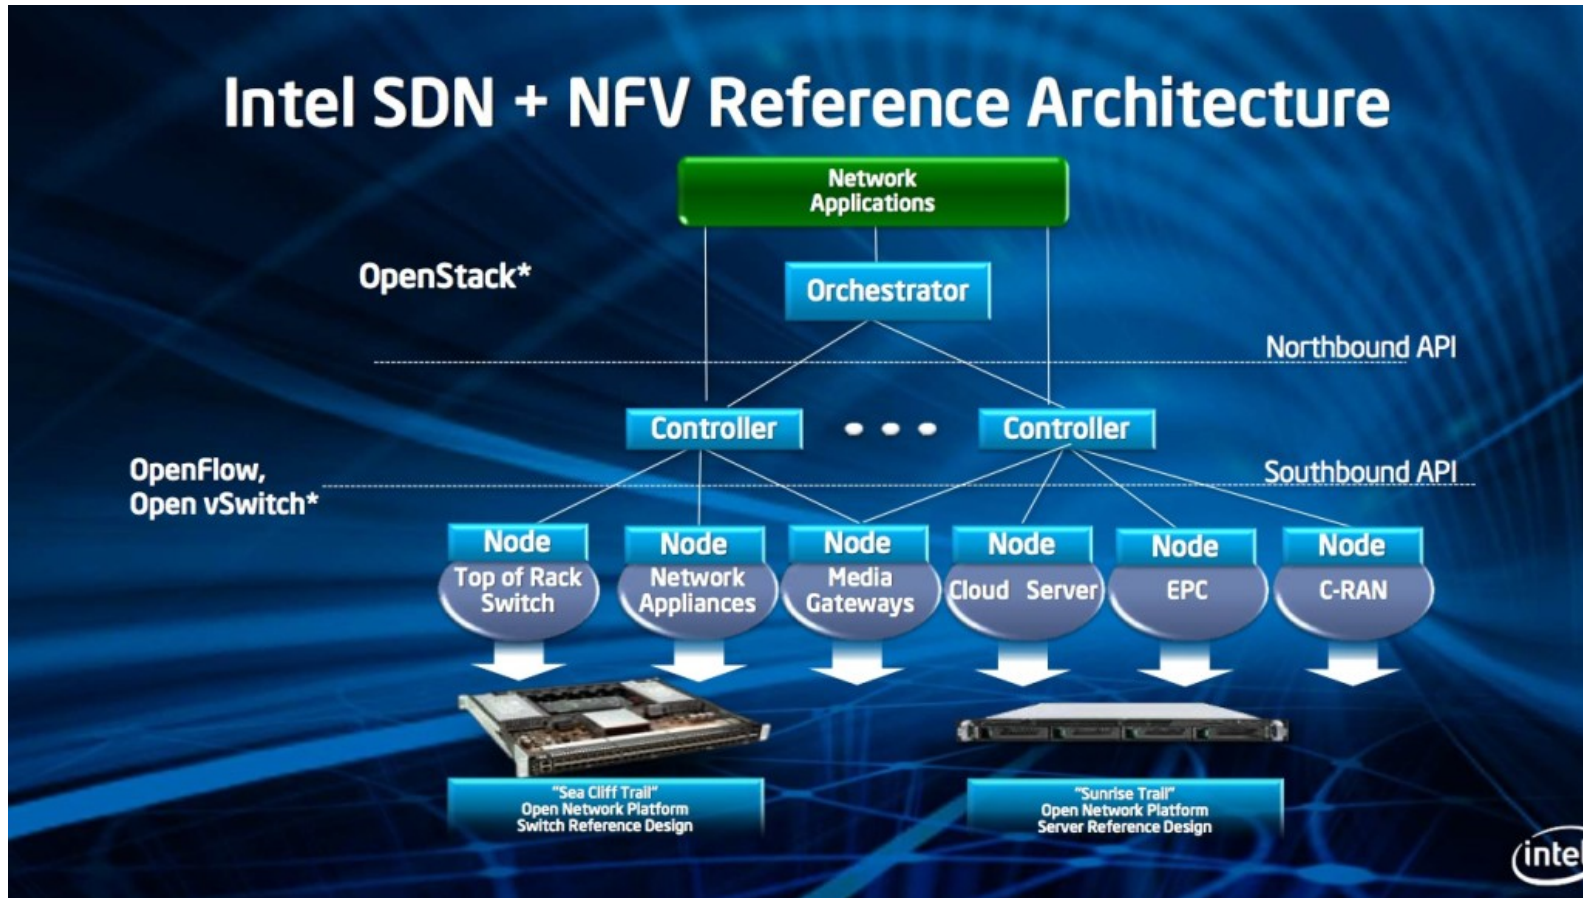 Intel SDN + NFV Reference Architecture
Network
Applications
OpenStack*
Orchestrator
Northbound API
Controller
Controller
OpenFlow,
Open vSwitch*
Southbound API
Node
Top of Rack
Switch
Node
Network
Appliances
Node
Media
Gateways
Node
Cloud Server
Node
EPC
Node
C-RAN
"Sea Cliff Trail"
Open Network Platform
Switch Reference Design
"Sunrise Trail"
Open Network Platform
Server Reference Design
intel